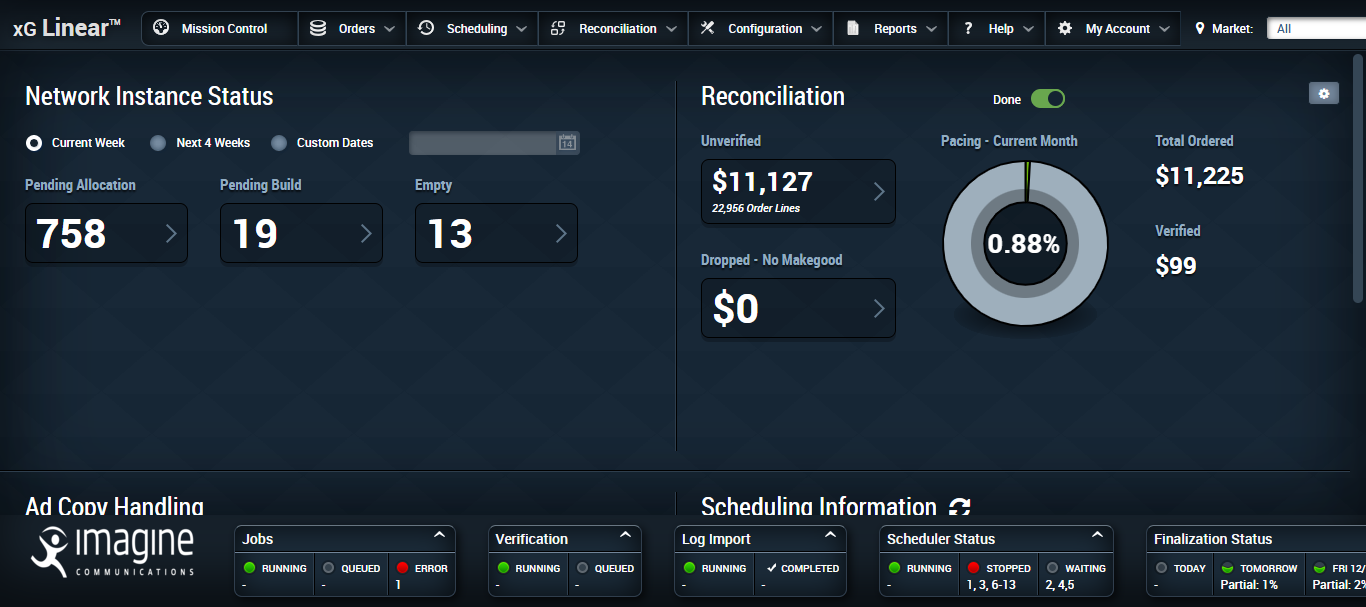 xG Linear™ Mission Control Orders Scheduling Reconciliation Configuration Reports ? Help My Account Market: All
Network Instance Status
Current Week Next 4 Weeks Custom Dates 14
Pending Allocation Pending Build Empty
758 19 13
Reconciliation Done
Unverified
$11,127
22,956 Order Lines
Dropped - No Makegood
$0
Pacing - Current Month
0.88%
Total Ordered
$11,225
Verified
$99
Ad Copy Handling
Scheduling Information
imagine
COMMUNICATIONS
Jobs
RUNNING QUEUED ERROR
- - 1
Verification
RUNNING QUEUED
- -
Log Import
RUNNING COMPLETED
- -
Scheduler Status
RUNNING STOPPED WAITING
- 1, 3, 6-13 2, 4,5
Finalization Status
TODAY TOMORROW FRI 12/
- Partial: 1% Partial: 2%